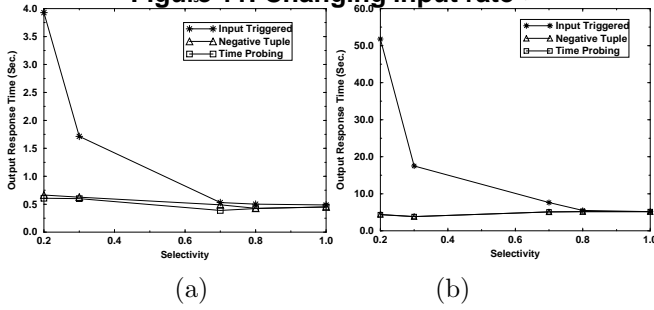 Figure 11: Changing input rate
4.0
3.5
3.0
2.5
2.0
1.5
1.0
0.5
0.0
Output Response Time (Sec.)
Input Triggered
Negative Tuple
Time Probing
0.2 0.4 0.6 0.8 1.0
Selectivity
(a)
60.0
50.0
40.0
30.0
20.0
10.0
0.0
Output Response Time (Sec.)
Input Triggered
Negative Tuple
Time Probing
0.2 0.4 0.6 0.8 1.0
Selectivity
(b)